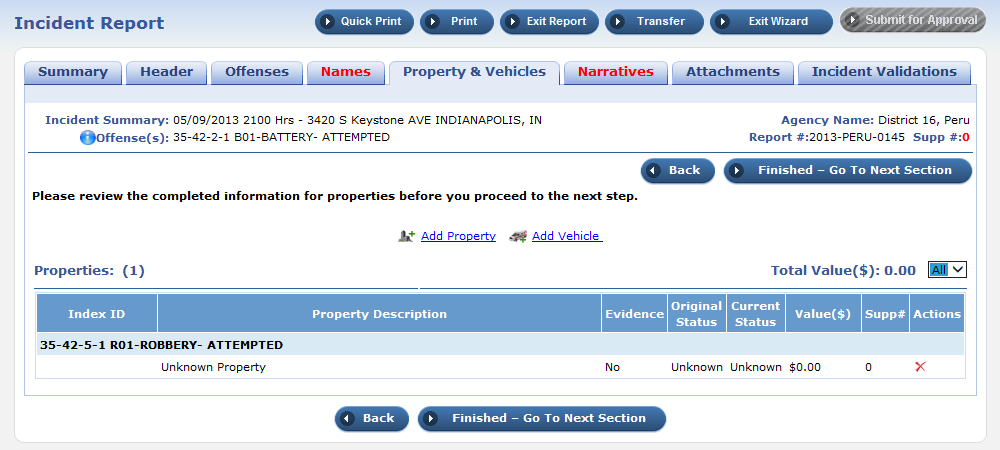 Incident Report
Quick Print Print Exit Report Transfer Exit Wizard Submit for Approval
Summary Header Offenses Names Property & Vehicles Narratives Attachments Incident Validations
Incident Summary: 05/09/2013 2100 Hrs - 3420 S Keystone AVE INDIANAPOLIS, IN Agency Name: District 16, Peru
Offense(s): 35-42-2-1 B01-BATTERY- ATTEMPTED Report #:2013-PERU-0145 Supp #:0
Back Finished – Go To Next Section
Please review the completed information for properties before you proceed to the next step.
Add Property Add Vehicle
Properties: (1) Total Value($): 0.00 All
Index ID Property Description Evidence Original Status Current Status Value($) Supp# Actions
35-42-5-1 R01-ROBBERY- ATTEMPTED
Unknown Property No Unknown Unknown $0.00 0
Back Finished – Go To Next Section